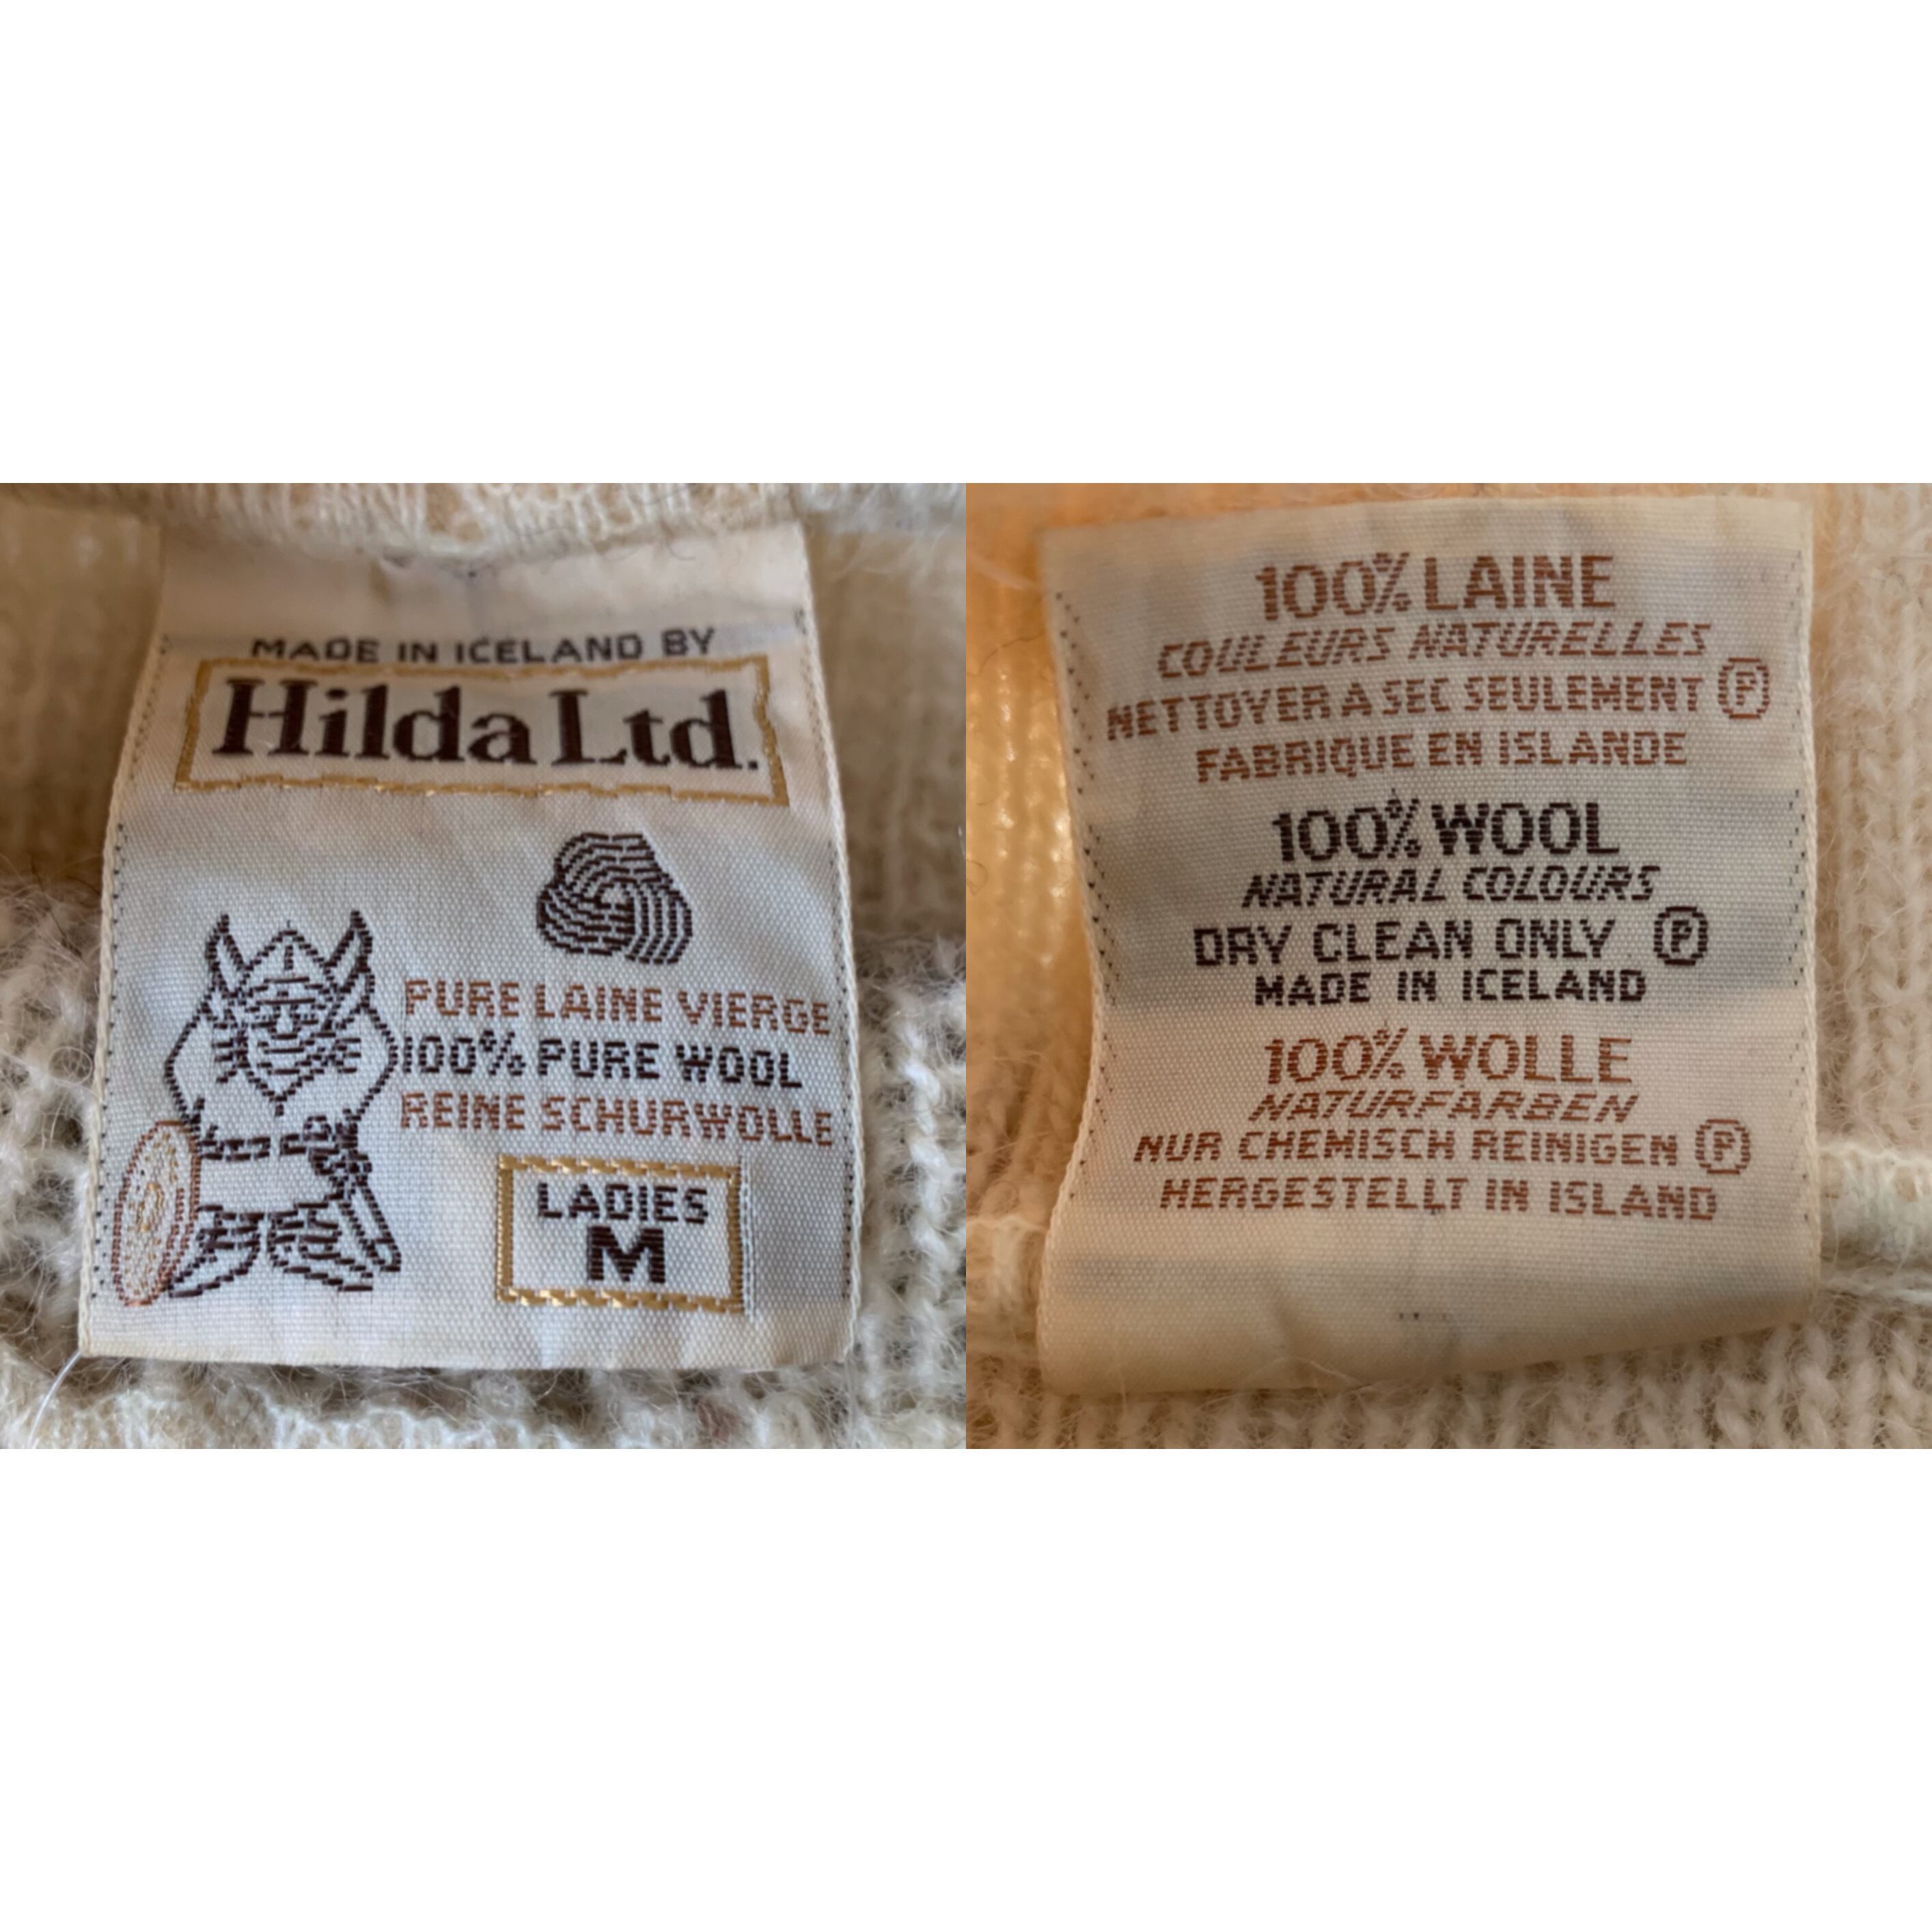 MADE IN ICELAND BY
Hilda Ltd.
PURE LAINE VIERGE
100% PURE WOOL
REINE SCHURWOLLE
LADIES
M
100% LAINE
COULEURS NATURELLES
NETTOYER A SEC SEULEMENT Ⓟ
FABRIQUE EN ISLANDE
100% WOOL
NATURAL COLOURS
DRY CLEAN ONLY Ⓟ
MADE IN ICELAND
100% WOLLE
NATURFARBEN
NUR CHEMISCH REINIGEN Ⓟ
HERGESTELLT IN ISLAND